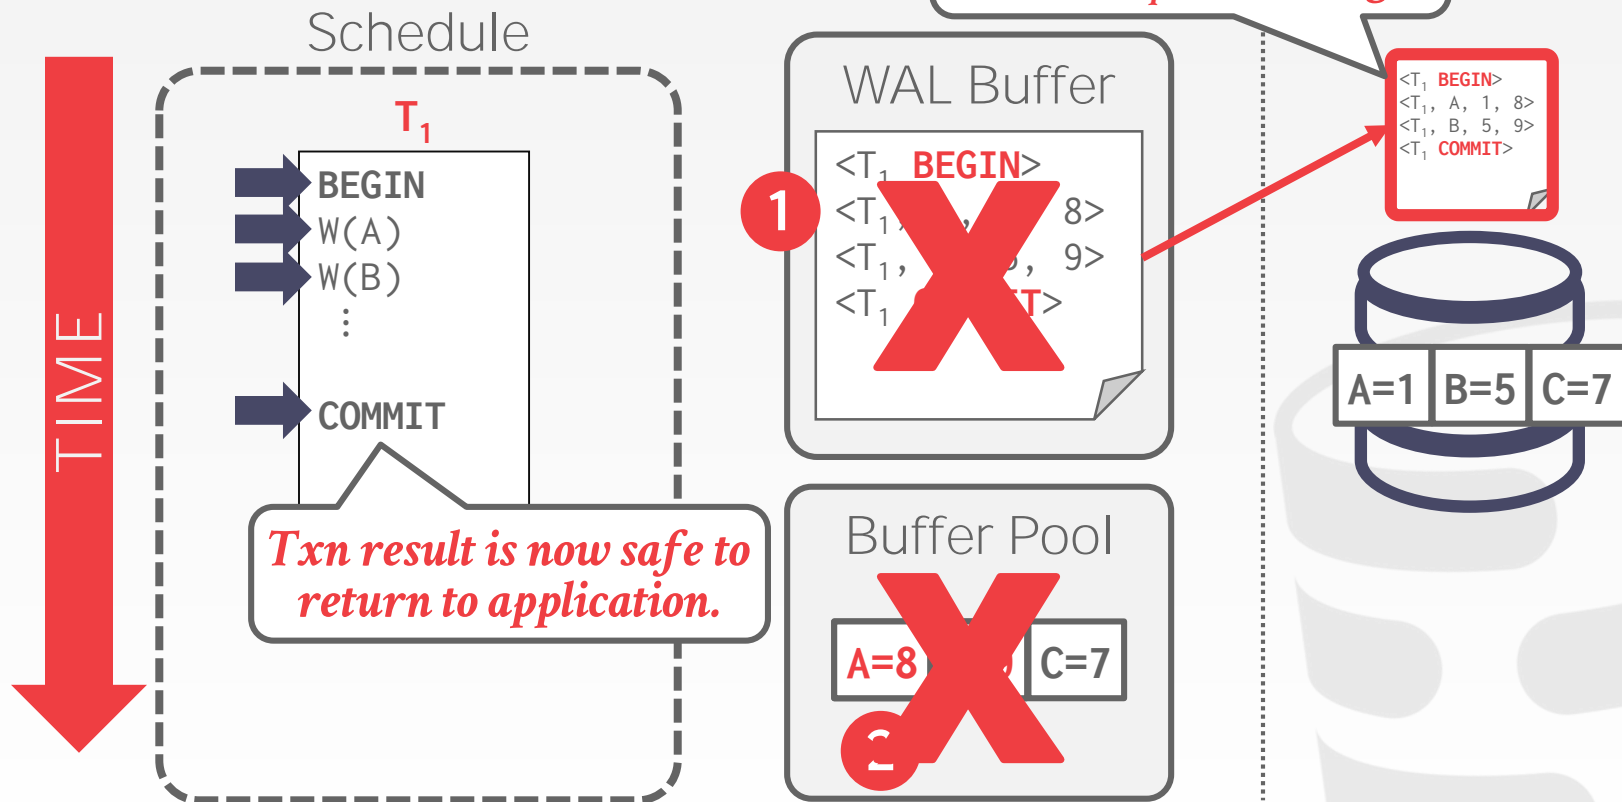 Schedule
TIME
T1
BEGIN
W(A)
W(B)
⋮
COMMIT
Txn result is now safe to
return to application.
WAL Buffer
1
<T1 BEGIN>
<T1, 8>
<T1, , 9>
<T1 >
Buffer Pool
A=8 C=7
2
<T1 BEGIN>
<T1, A, 1, 8>
<T1, B, 5, 9>
<T1 COMMIT>
A=1 B=5 C=7